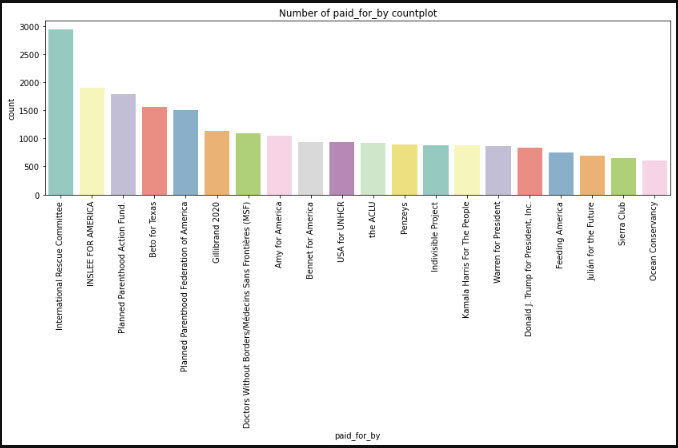 Number of paid_for_by countplot
3000
2500
2000
1500
1000
500
0
count
International Rescue Committee
INSLEE FOR AMERICA
Planned Parenthood Action Fund.
Beto for Texas
Planned Parenthood Federation of America
Gillibrand 2020
Doctors Without Borders/Médecins Sans Frontières (MSF)
Amy for America
Bennet for America
USA for UNHCR
the ACLU
Penzeys
Indivisible Project
Kamala Harris For The People
Warren for President
Donald J. Trump for President, Inc.
Feeding America
Julián for the Future
Sierra Club
Ocean Conservancy
paid_for_by